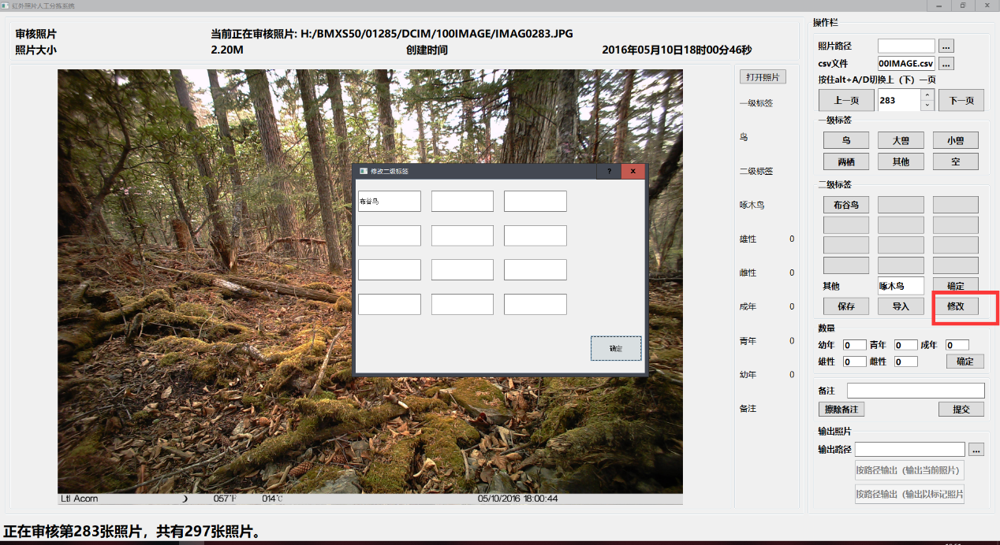 红外照片人工分拣系统
审核照片
当前正在审核照片: H:/BMXS50/01285/DCIM/100IMAGE/IMAG0283.JPG
照片大小
2.20M
创建时间
2016年05月10日18时00分46秒
修改二级标签
?
x
布谷鸟
确定
Ltl Acorn
057°F
014℃
05/10/2016 18:00:44
打开照片
一级标签
鸟
二级标签
啄木鸟
雄性 0
雌性 0
成年 0
青年 0
幼年 0
备注
操作栏
照片路径 ...
csv文件 00IMAGE.csv ...
按住alt+A/D切换上（下）一页
上一页 283 下一页
一级标签
鸟 大兽 小兽
两栖 其他 空
二级标签
布谷鸟
其他 啄木鸟 确定
保存 导入 修改
数量
幼年 0 青年 0 成年 0
雄性 0 雌性 0 确定
备注
擦除备注 提交
输出照片
输出路径 ...
按路径输出（输出当前照片）
按路径输出（输出以标记照片
正在审核第283张照片，共有297张照片。